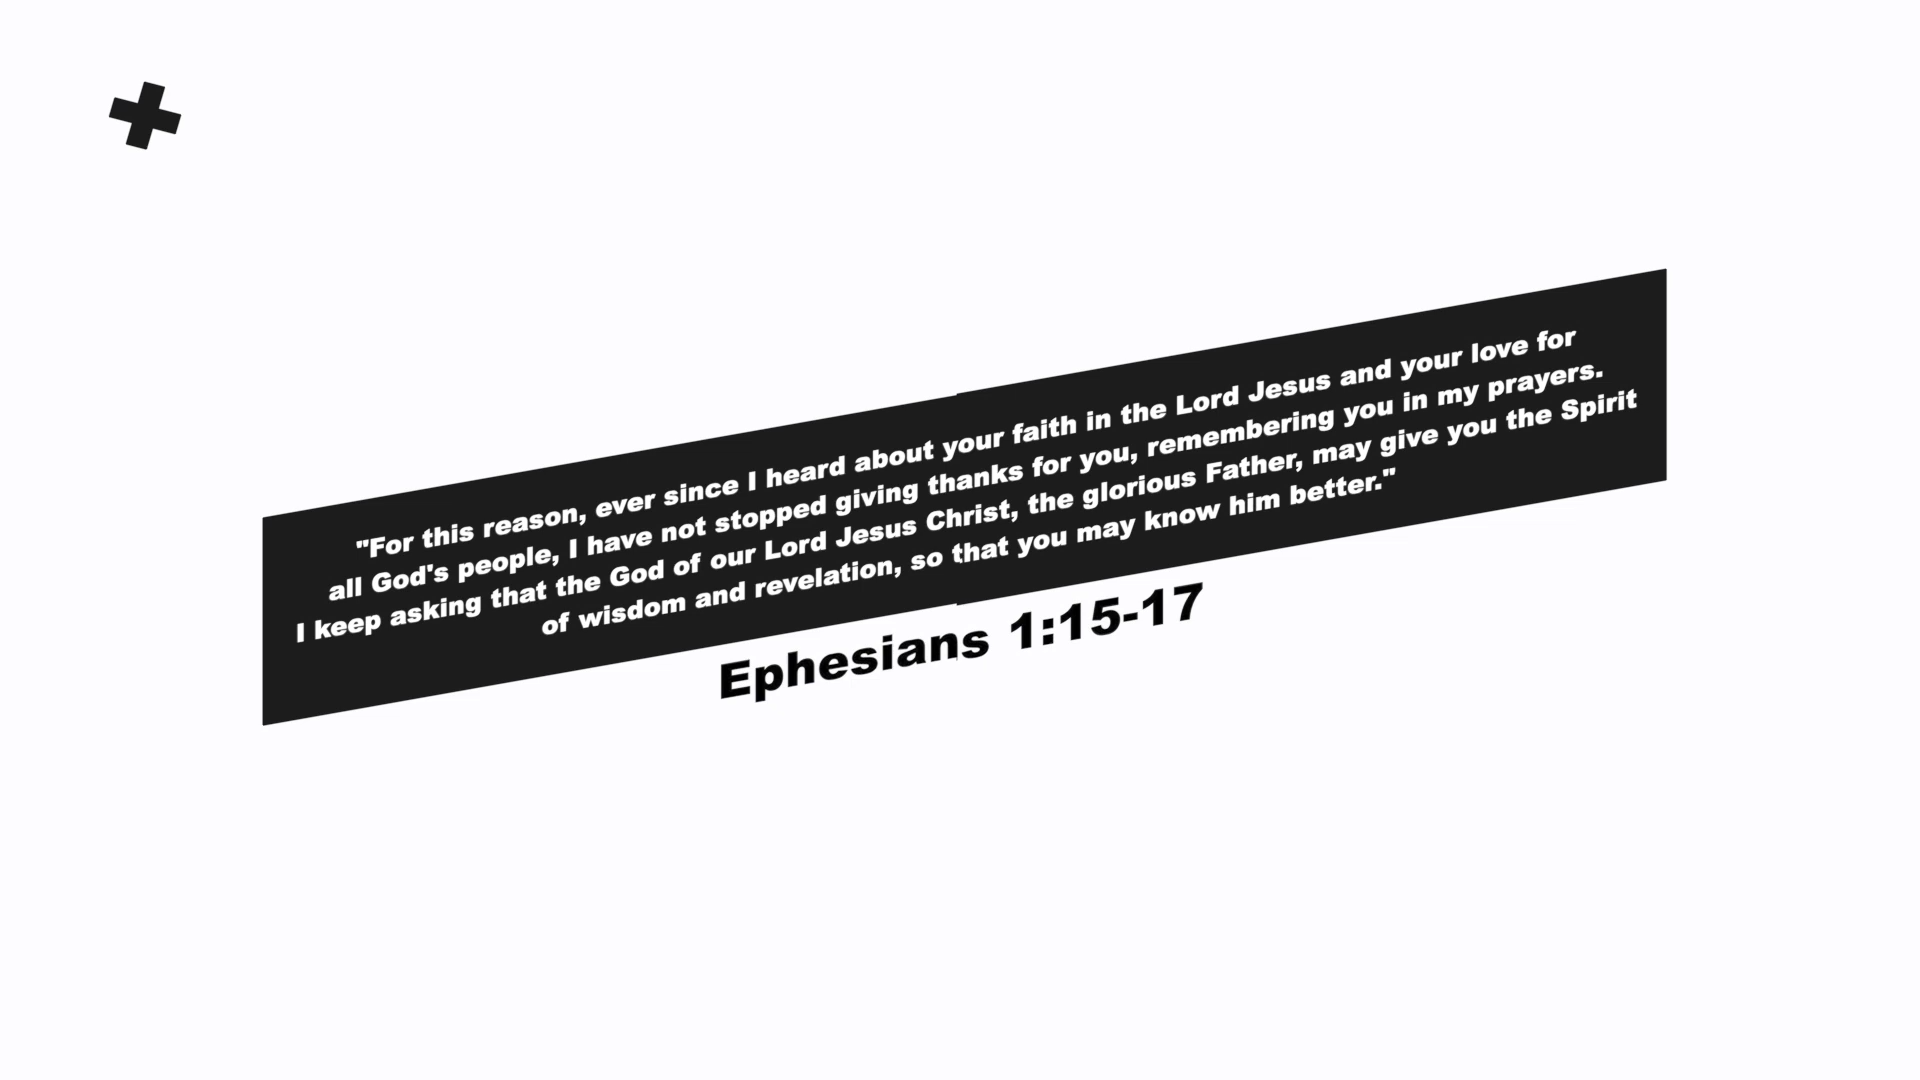 "For this reason, ever since I heard about your faith in the Lord Jesus and your love for
all God's people, I have not stopped giving thanks for you, remembering you in my prayers.
I keep asking that the God of our Lord Jesus Christ, the glorious Father, may give you the Spirit
of wisdom and revelation, so that you may know him better."
Ephesians 1:15-17